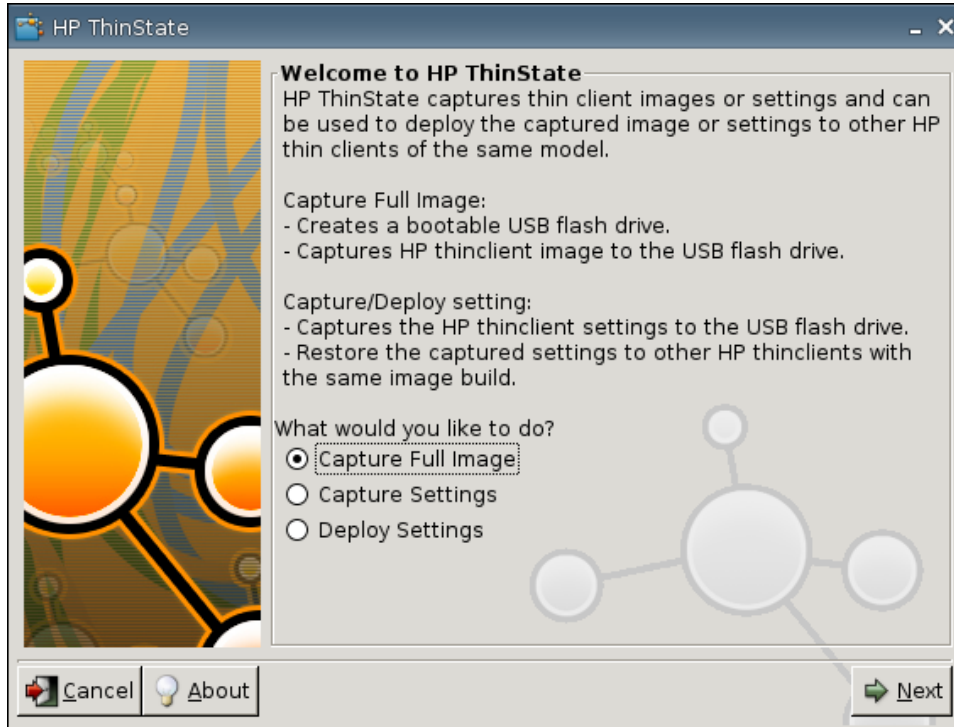 HP ThinState
Welcome to HP ThinState
HP ThinState captures thin client images or settings and can
be used to deploy the captured image or settings to other HP
thin clients of the same model.
Capture Full Image:
- Creates a bootable USB flash drive.
- Captures HP thinclient image to the USB flash drive.
Capture/Deploy setting:
- Captures the HP thinclient settings to the USB flash drive.
- Restore the captured settings to other HP thinclients with
the same image build.
What would you like to do?
Capture Full Image
Capture Settings
Deploy Settings
Cancel
About
Next